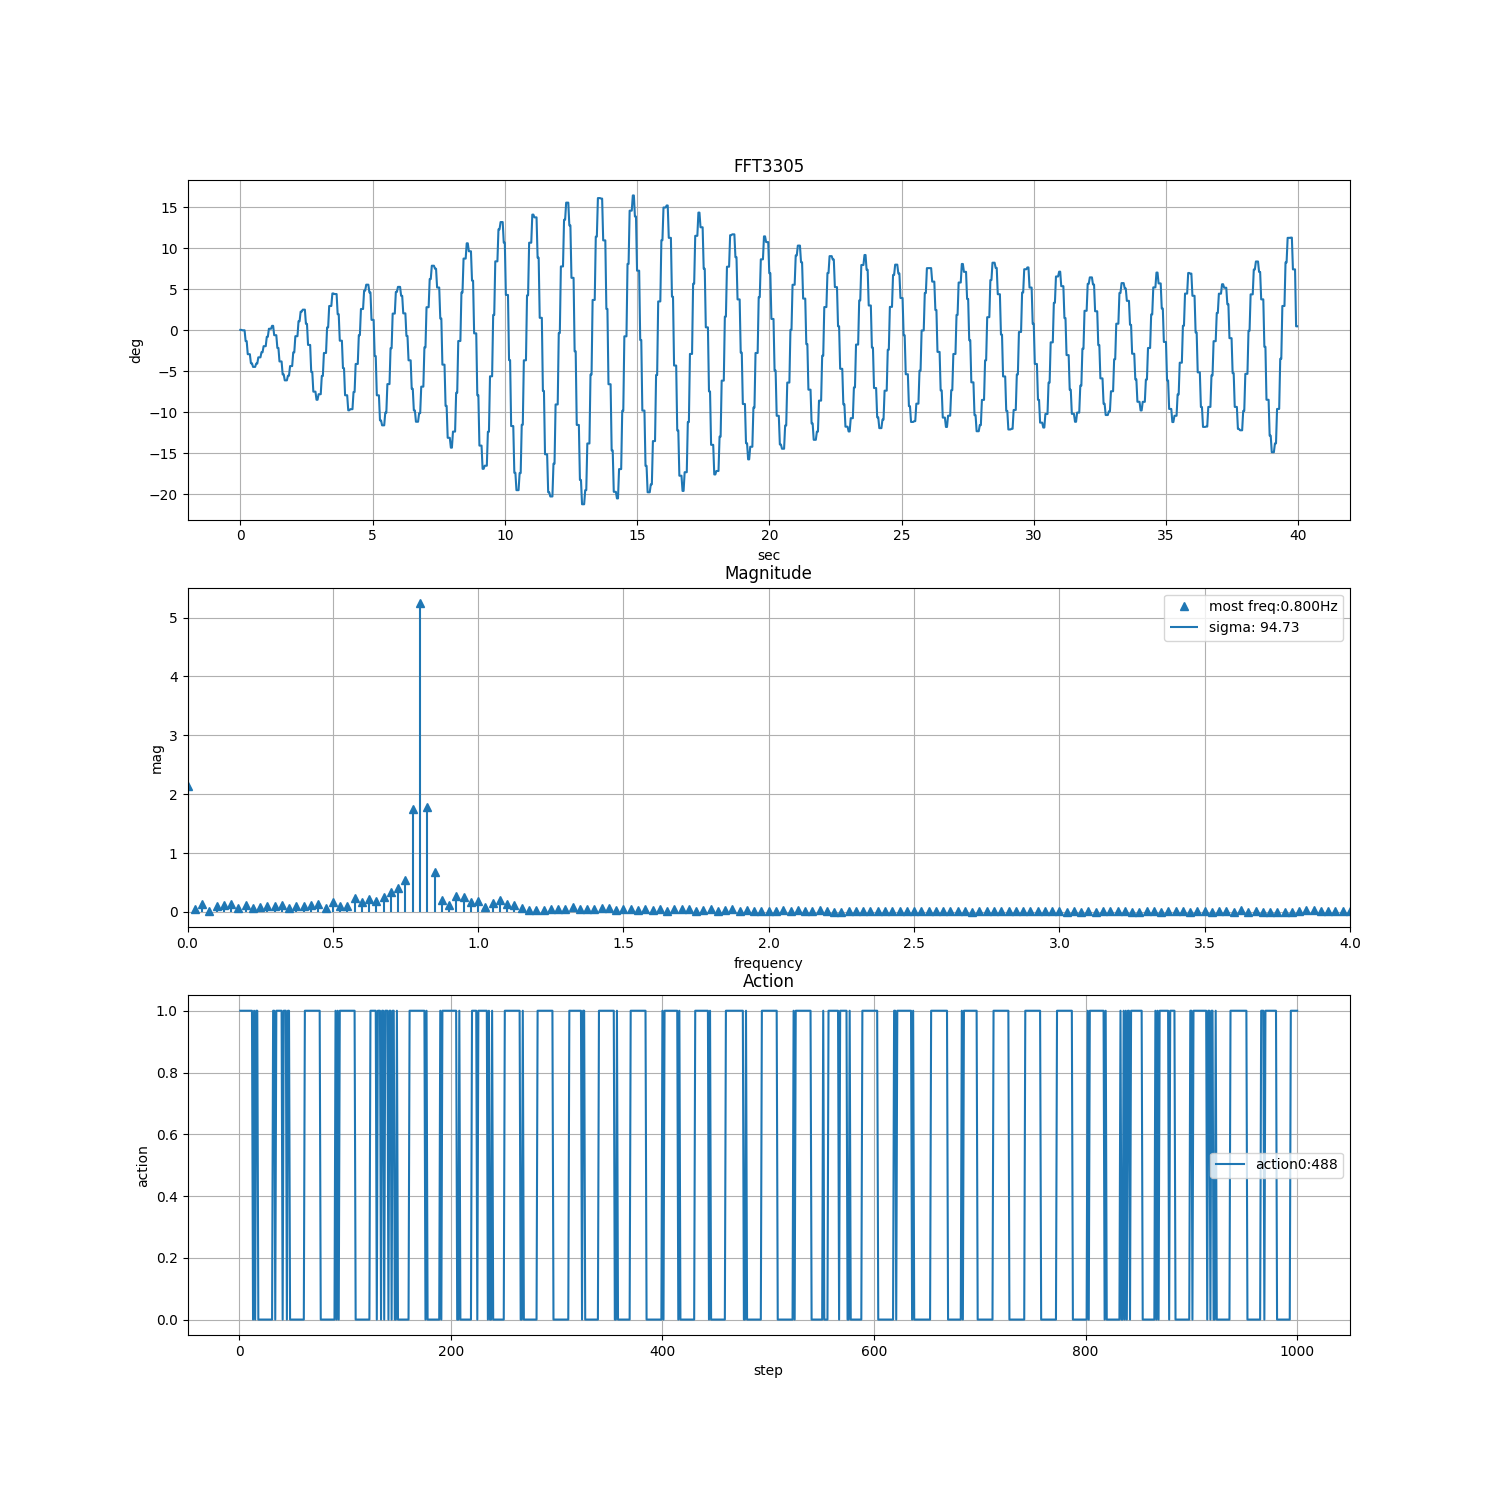 FFT3305
deg
15
10
5
0
−5
−10
−15
−20
0 5 10 15 20 25 30 35 40
sec
Magnitude
mag
5
4
3
2
1
0
most freq:0.800Hz
sigma: 94.73
0.0 0.5 1.0 1.5 2.0 2.5 3.0 3.5 4.0
frequency
Action
action
1.0
0.8
0.6
0.4
0.2
0.0
action0:488
0 200 400 600 800 1000
step